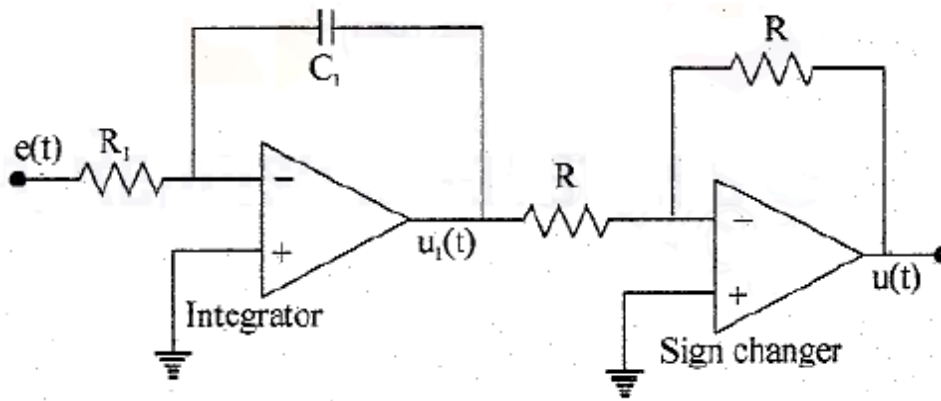 C₁
R
e(t)
R₁
R
−
+
u₁(t)
−
+
u(t)
Integrator
Sign changer